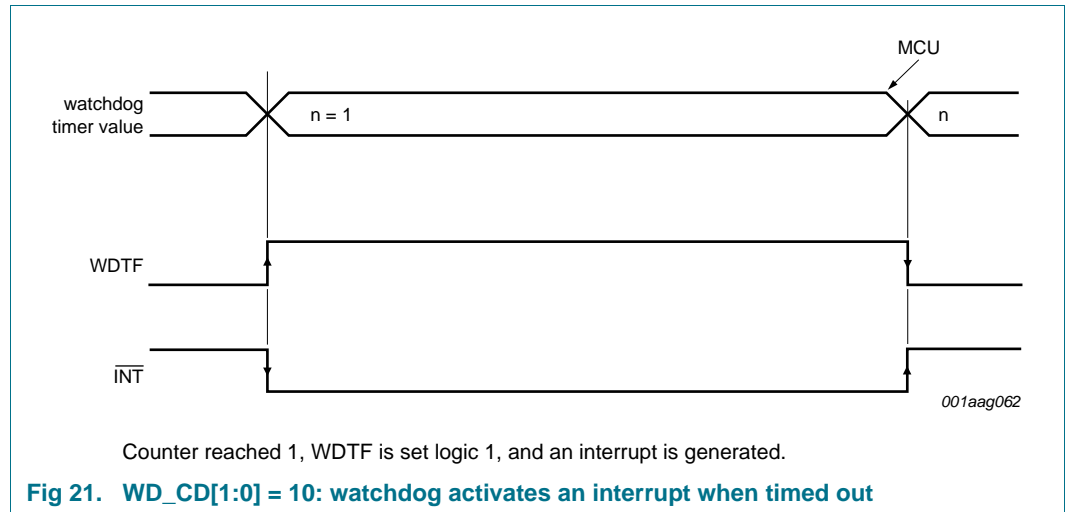 MCU
watchdog
timer value
n = 1
n
WDTF
INT
001aag062
Counter reached 1, WDTF is set logic 1, and an interrupt is generated.
Fig 21. WD_CD[1:0] = 10: watchdog activates an interrupt when timed out